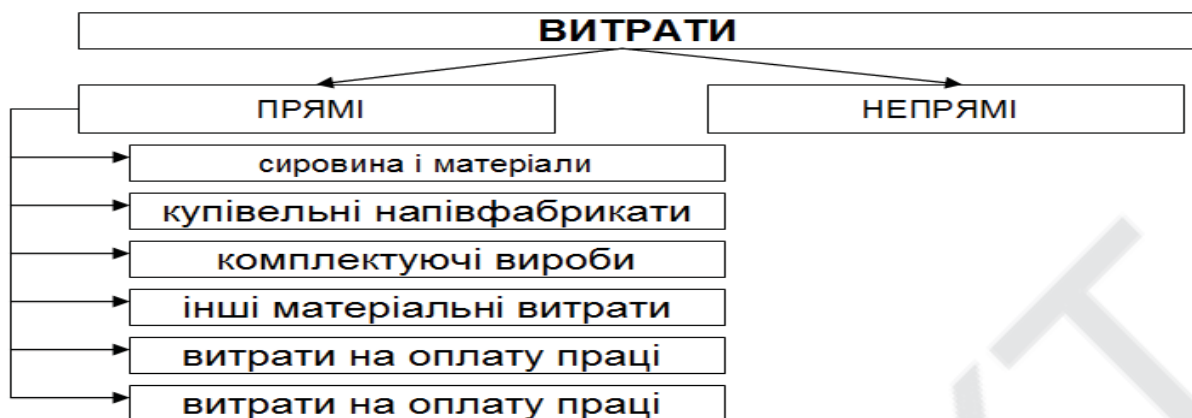 ВИТРАТИ
ПРЯМІ
НЕПРЯМІ
сировина і матеріали
купівельні напівфабрикати
комплектуючі вироби
інші матеріальні витрати
витрати на оплату праці
витрати на оплату праці